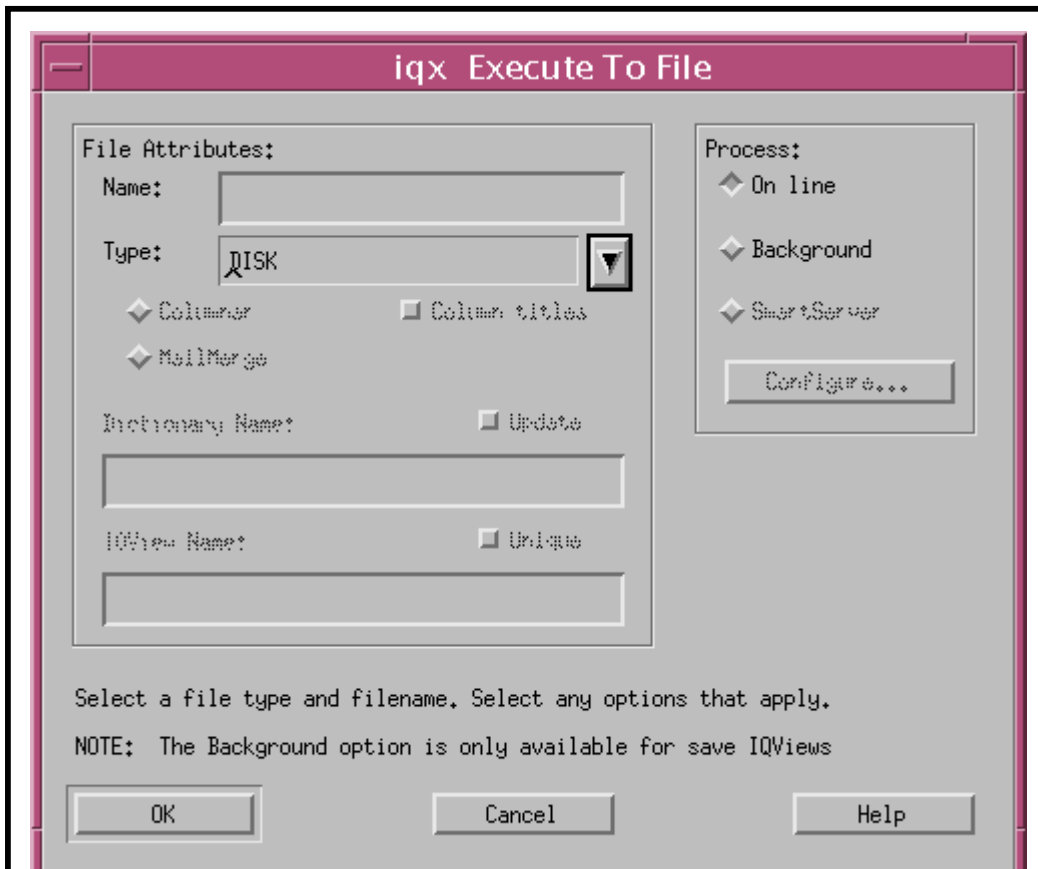 iqx Execute To File
File Attributes:
Name:
Type: DISK
Columnar Column titles
MailMerge
Dictionary Name: Update
IQView Name: Unique
Process:
On line
Background
SmartServer
Configure...
Select a file type and filename. Select any options that apply.
NOTE: The Background option is only available for save IQViews
OK Cancel Help